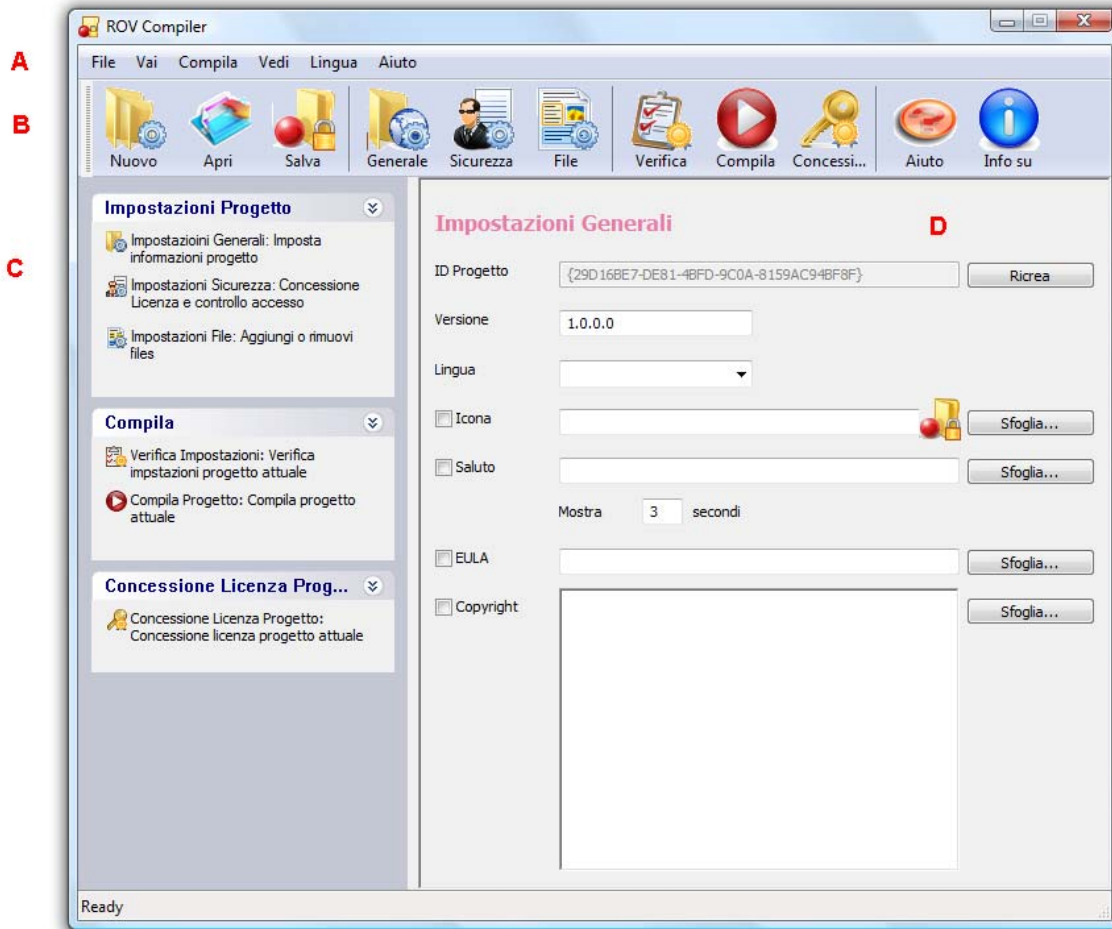 ROV Compiler
A
File Vai Compila Vedi Lingua Aiuto
B
Nuovo Apri Salva Generale Sicurezza File Verifica Compila Concessi... Aiuto Info su
C
Impostazioni Progetto
Impostazioini Generali: Imposta
informazioni progetto
Impostazioni Sicurezza: Concessione
Licenza e controllo accesso
Impostazioni File: Aggiungi o rimuovi
files
Compila
Verifica Impostazioni: Verifica
impstazioni progetto attuale
Compila Progetto: Compila progetto
attuale
Concessione Licenza Prog...
Concessione Licenza Progetto:
Concessione licenza progetto attuale
Impostazioni Generali
D
ID Progetto {29D16BE7-DE81-4BFD-9C0A-8159AC94BF8F} Ricrea
Versione 1.0.0.0
Lingua
Icona Sfoglia...
Saluto Sfoglia...
Mostra 3 secondi
EULA Sfoglia...
Copyright Sfoglia...
Ready